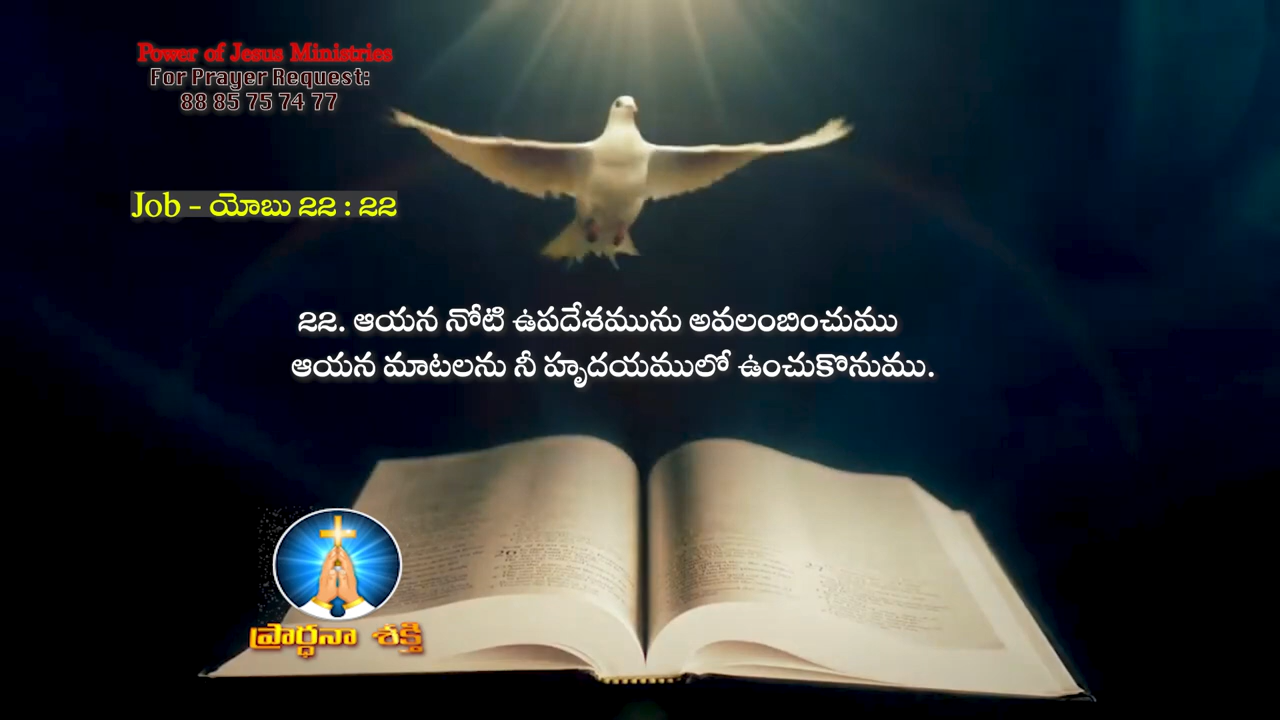 Power of Jesus Ministries
For Prayer Request:
88 85 75 74 77
Job - యోబు ౨౨ : ౨౨
౨౨. ఆయన నోటి ఉపదేశమును అవలంబించుము
ఆయన మాటలను నీ హృదయములో ఉంచుకొనుము.
ప్రార్ధనా శక్తి